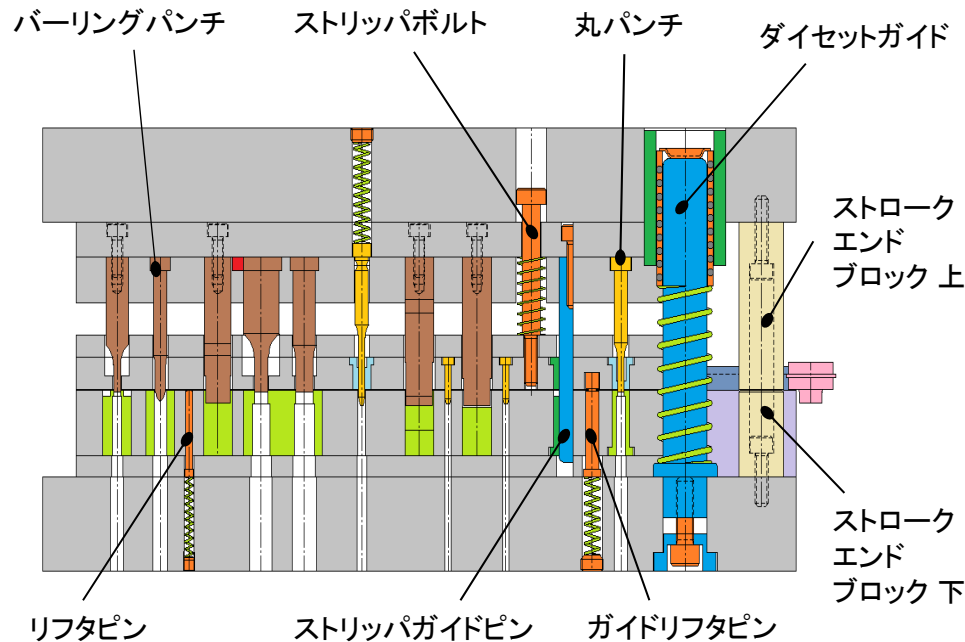 バーリングパンチ
ストリッパボルト
丸パンチ
ダイセットガイド
ストローク
エンド
ブロック 上
ストローク
エンド
ブロック 下
リフタピン
ストリッパガイドピン
ガイドリフタピン